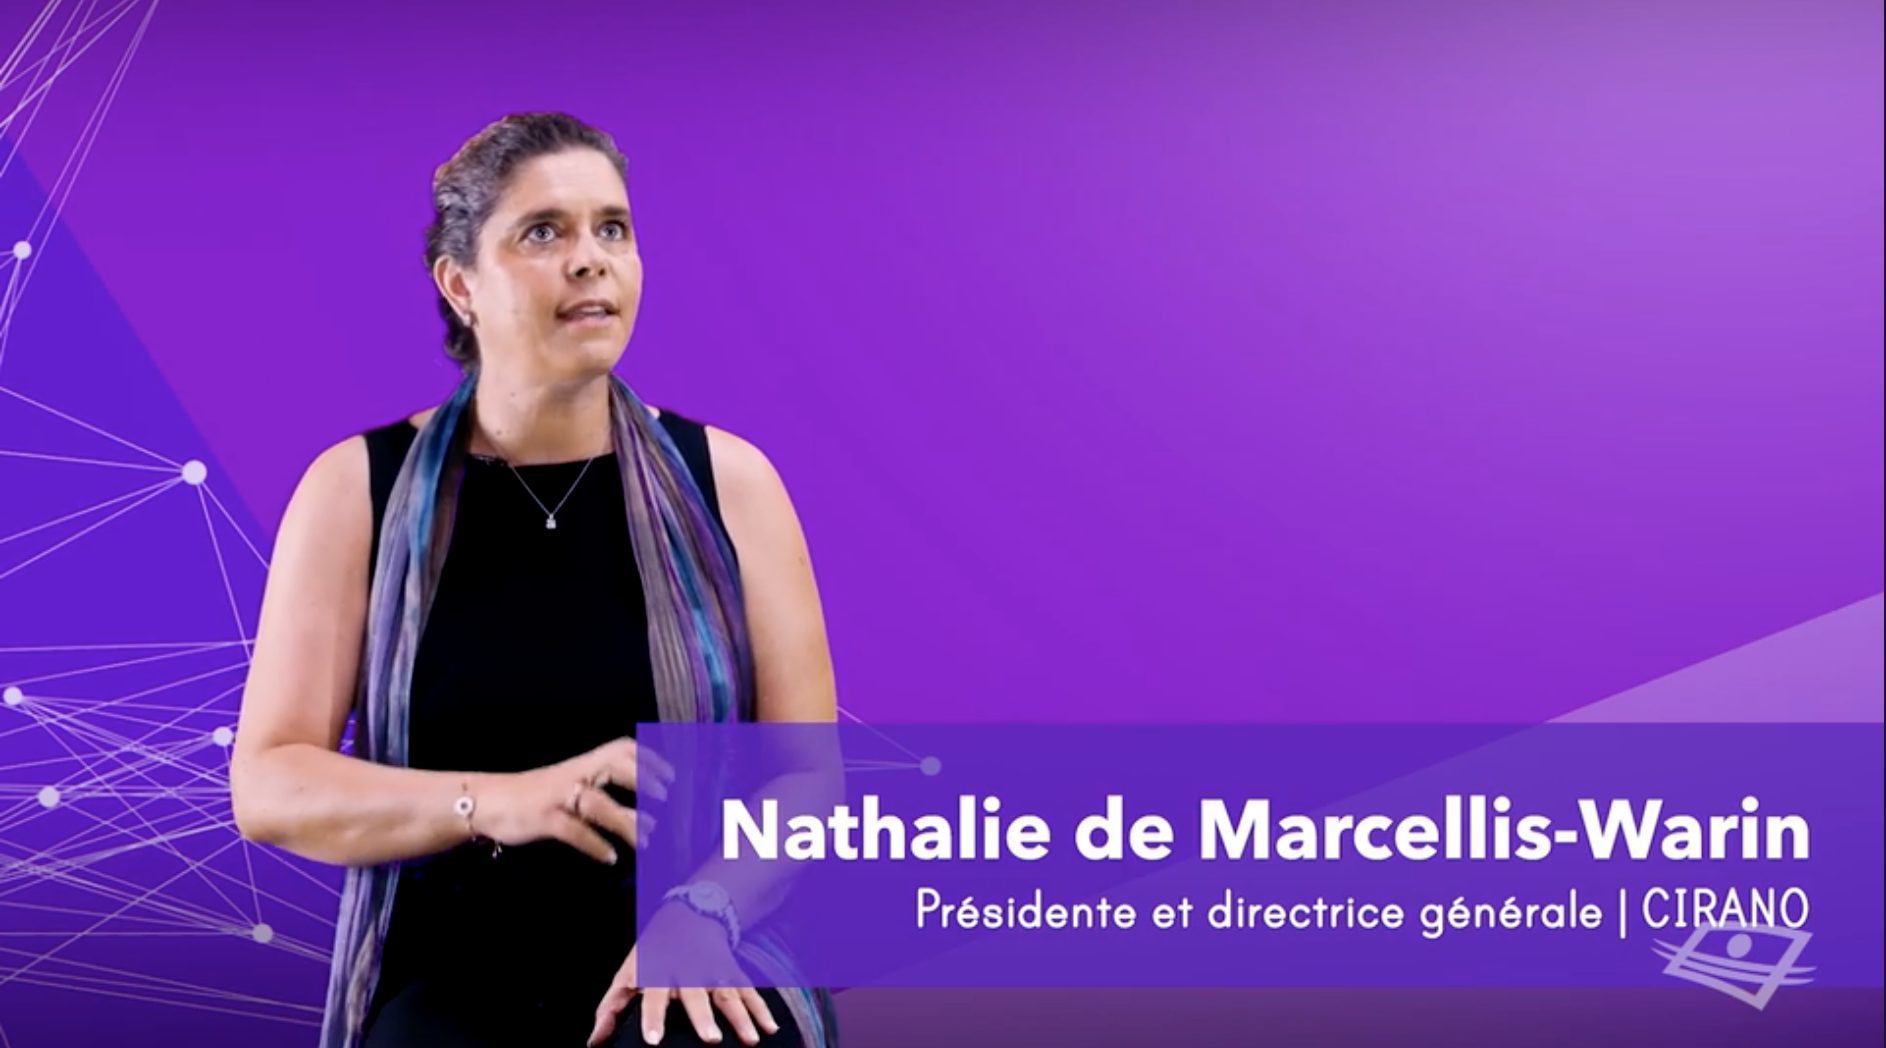 Nathalie de Marcellis-Warin
Présidente et directrice générale | CIRANO